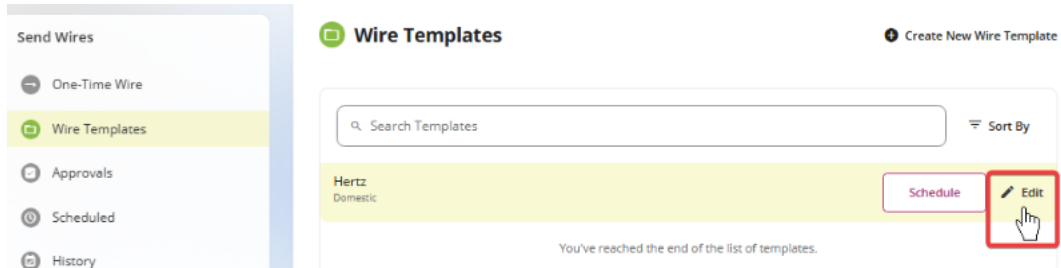 Send Wires
One-Time Wire
Wire Templates
Approvals
Scheduled
History
Wire Templates
Create New Wire Template
Search Templates
Sort By
Hertz
Domestic
Schedule
Edit
You've reached the end of the list of templates.